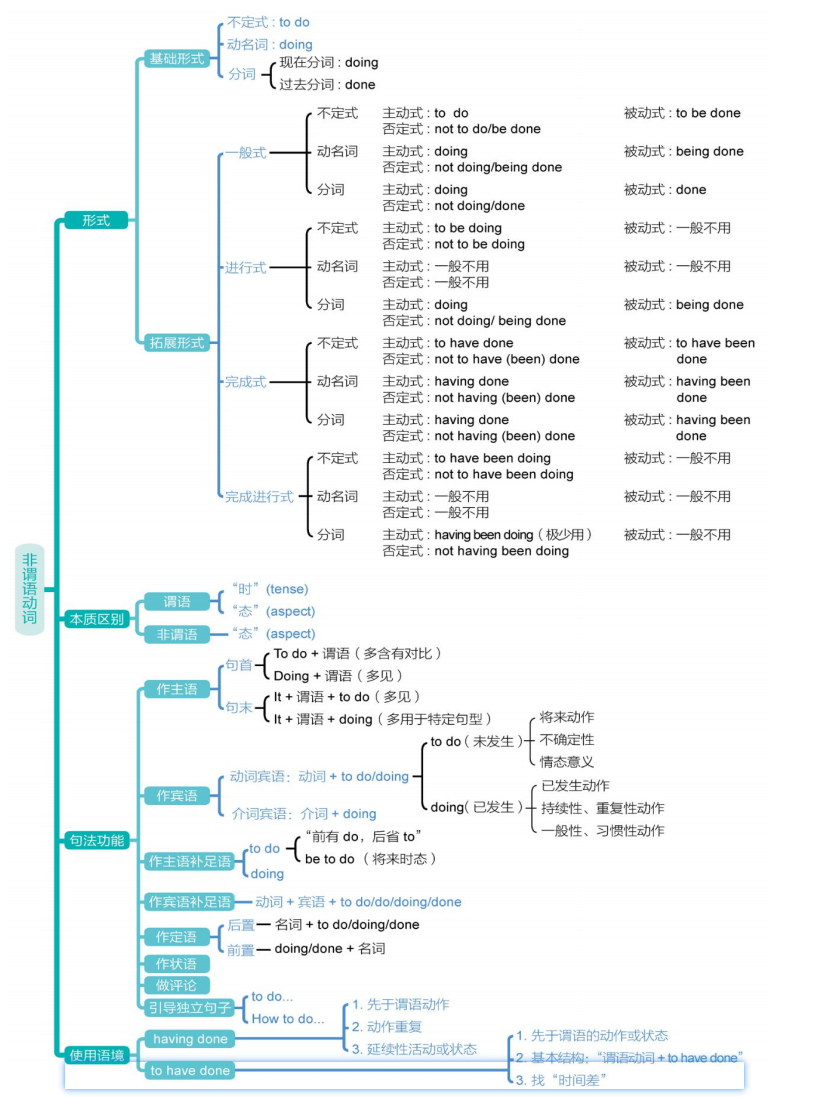 非谓语动词
形式
基础形式
不定式：to do
动名词：doing
分词
现在分词：doing
过去分词：done
拓展形式
一般式
不定式 主动式：to do 被动式：to be done
否定式：not to do/be done
动名词 主动式：doing 被动式：being done
否定式：not doing/being done
分词 主动式：doing 被动式：done
否定式：not doing/done
进行式
不定式 主动式：to be doing 被动式：一般不用
否定式：not to be doing
动名词 主动式：一般不用 被动式：一般不用
否定式：一般不用
分词 主动式：doing 被动式：being done
否定式：not doing/ being done
完成式
不定式 主动式：to have done 被动式：to have been
否定式：not to have (been) done done
动名词 主动式：having done 被动式：having been
否定式：not having (been) done done
分词 主动式：having done 被动式：having been
否定式：not having (been) done done
完成进行式
不定式 主动式：to have been doing 被动式：一般不用
否定式：not to have been doing
动名词 主动式：一般不用 被动式：一般不用
否定式：一般不用
分词 主动式：having been doing（极少用） 被动式：一般不用
否定式：not having been doing
本质区别
谓语
“时”(tense)
“态”(aspect)
非谓语
“态”(aspect)
句法功能
作主语
句首
To do + 谓语（多含有对比）
Doing + 谓语（多见）
句末
It + 谓语 + to do（多见）
It + 谓语 + doing（多用于特定句型）
作宾语
动词宾语：动词 + to do/doing
to do（未发生）
将来动作
不确定性
情态意义
doing（已发生）
已发生动作
持续性、重复性动作
一般性、习惯性动作
介词宾语：介词 + doing
作主语补足语
to do
“前有 do，后省 to”
be to do （将来时态）
doing
作宾语补足语
动词 + 宾语 + to do/do/doing/done
作定语
后置
名词 + to do/doing/done
前置
doing/done + 名词
作状语
做评论
引导独立句子
to do...
How to do...
使用语境
having done
1. 先于谓语动作
2. 动作重复
3. 延续性活动或状态
to have done
1. 先于谓语的动作或状态
2. 基本结构：“谓语动词 + to have done”
3. 找“时间差”